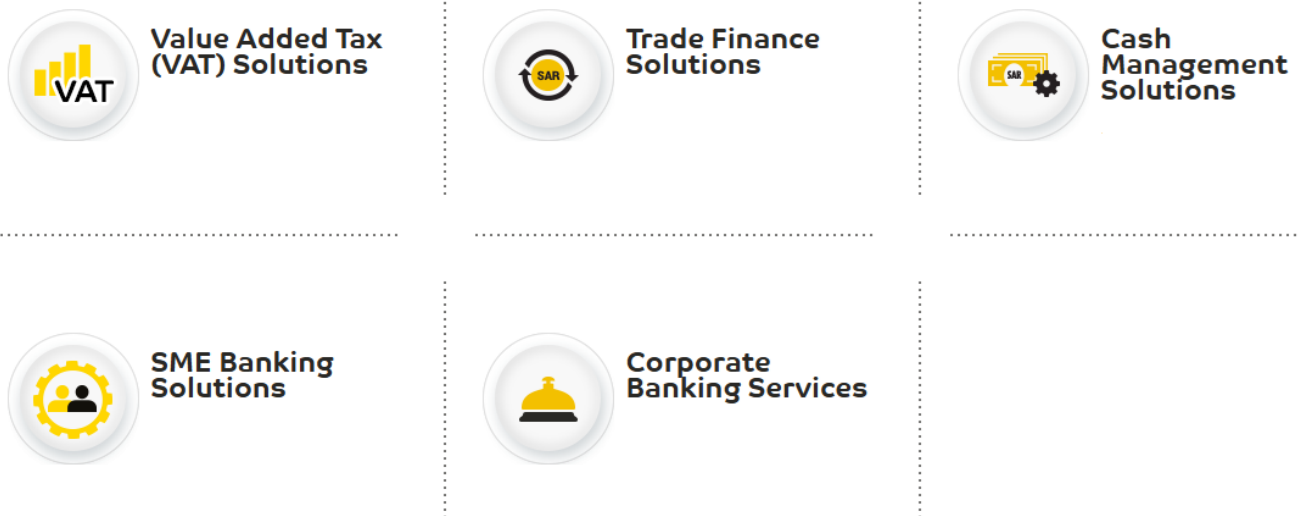 VAT
Value Added Tax
(VAT) Solutions
SAR
Trade Finance
Solutions
SAR
Cash
Management
Solutions
SME Banking
Solutions
Corporate
Banking Services